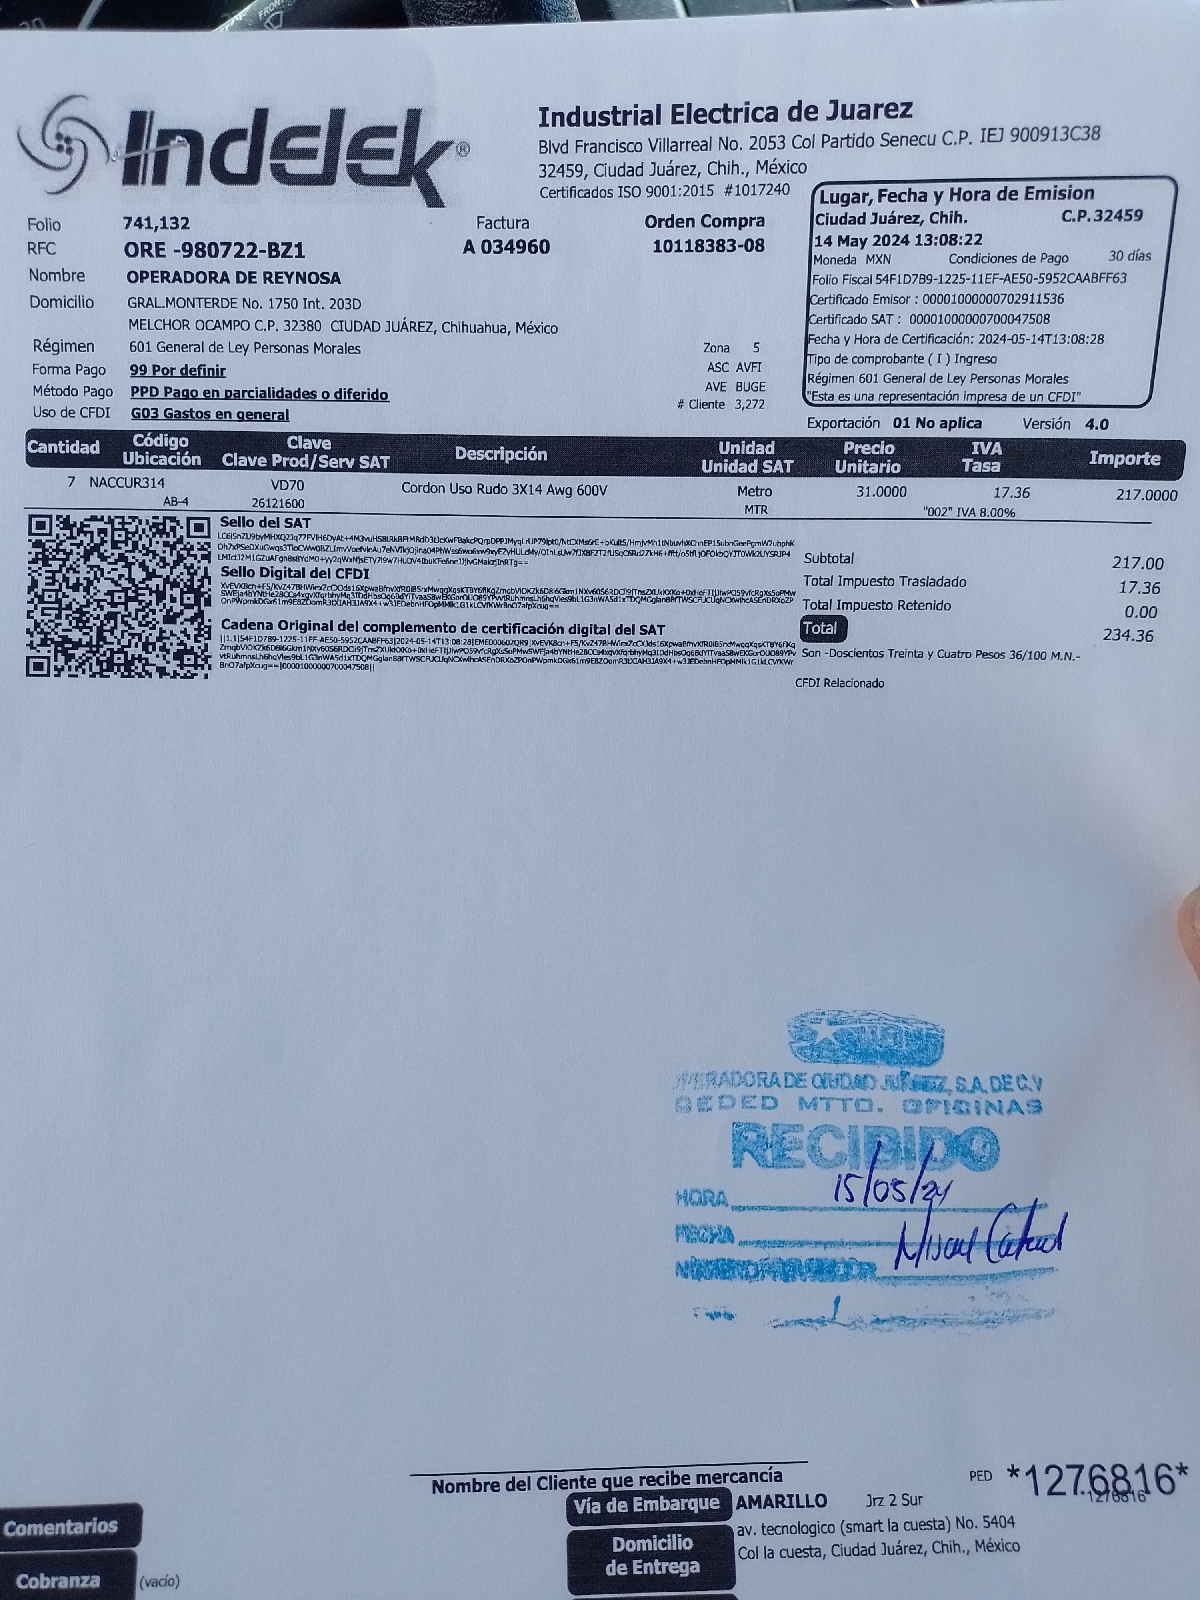 Indelek®
Industrial Electrica de Juarez
Blvd Francisco Villarreal No. 2053 Col Partido Senecu C.P. IEJ 900913C38
32459, Ciudad Juárez, Chih., México
Certificados ISO 9001:2015 #1017240
Folio 741,132
Factura
A 034960
Orden Compra
10118383-08
RFC ORE -980722-BZ1
Nombre OPERADORA DE REYNOSA
Domicilio GRAL.MONTERDE No. 1750 Int. 203D
MELCHOR OCAMPO C.P. 32380 CIUDAD JUÁREZ, Chihuahua, México
Régimen 601 General de Ley Personas Morales
Forma Pago 99 Por definir
Método Pago PPD Pago en parcialidades o diferido
Uso de CFDI G03 Gastos en general
Zona 5
ASC AVFI
AVE BUGE
# Cliente 3,272
Lugar, Fecha y Hora de Emision
Ciudad Juárez, Chih. C.P.32459
14 May 2024 13:08:22
Moneda MXN Condiciones de Pago 30 días
Folio Fiscal 54F1D7B9-1225-11EF-AE50-5952CAABFF63
Certificado Emisor : 00001000000702911536
Certificado SAT : 00001000000700047508
Fecha y Hora de Certificación: 2024-05-14T13:08:28
Tipo de comprobante ( I ) Ingreso
Régimen 601 General de Ley Personas Morales
"Esta es una representación impresa de un CFDI"
Exportación 01 No aplica Versión 4.0
Cantidad Código Ubicación Clave Clave Prod/Serv SAT Descripción Unidad Unidad SAT Precio Unitario IVA Tasa Importe
7 NACCUR314 VD70 Cordon Uso Rudo 3X14 Awg 600V Metro 31.0000 17.36 217.0000
AB-4 26121600 MTR "002" IVA 8.00%
Sello del SAT
Sello Digital del CFDI
Cadena Original del complemento de certificación digital del SAT
Subtotal 217.00
Total Impuesto Trasladado 17.36
Total Impuesto Retenido 0.00
Total 234.36
Son -Doscientos Treinta y Cuatro Pesos 36/100 M.N.-
CFDI Relacionado
DE CIUDAD JUÁREZ, S.A. DE C.V
MTTO. OFICINAS
RECIBIDO
HORA 15/05/24
FECHA
Nombre del Cliente que recibe mercancía
PED *1276816*
1276816
Vía de Embarque AMARILLO Jrz 2 Sur
Domicilio de Entrega
av. tecnologico (smart la cuesta) No. 5404
Col la cuesta, Ciudad Juárez, Chih., México
Comentarios
Cobranza (vacío)